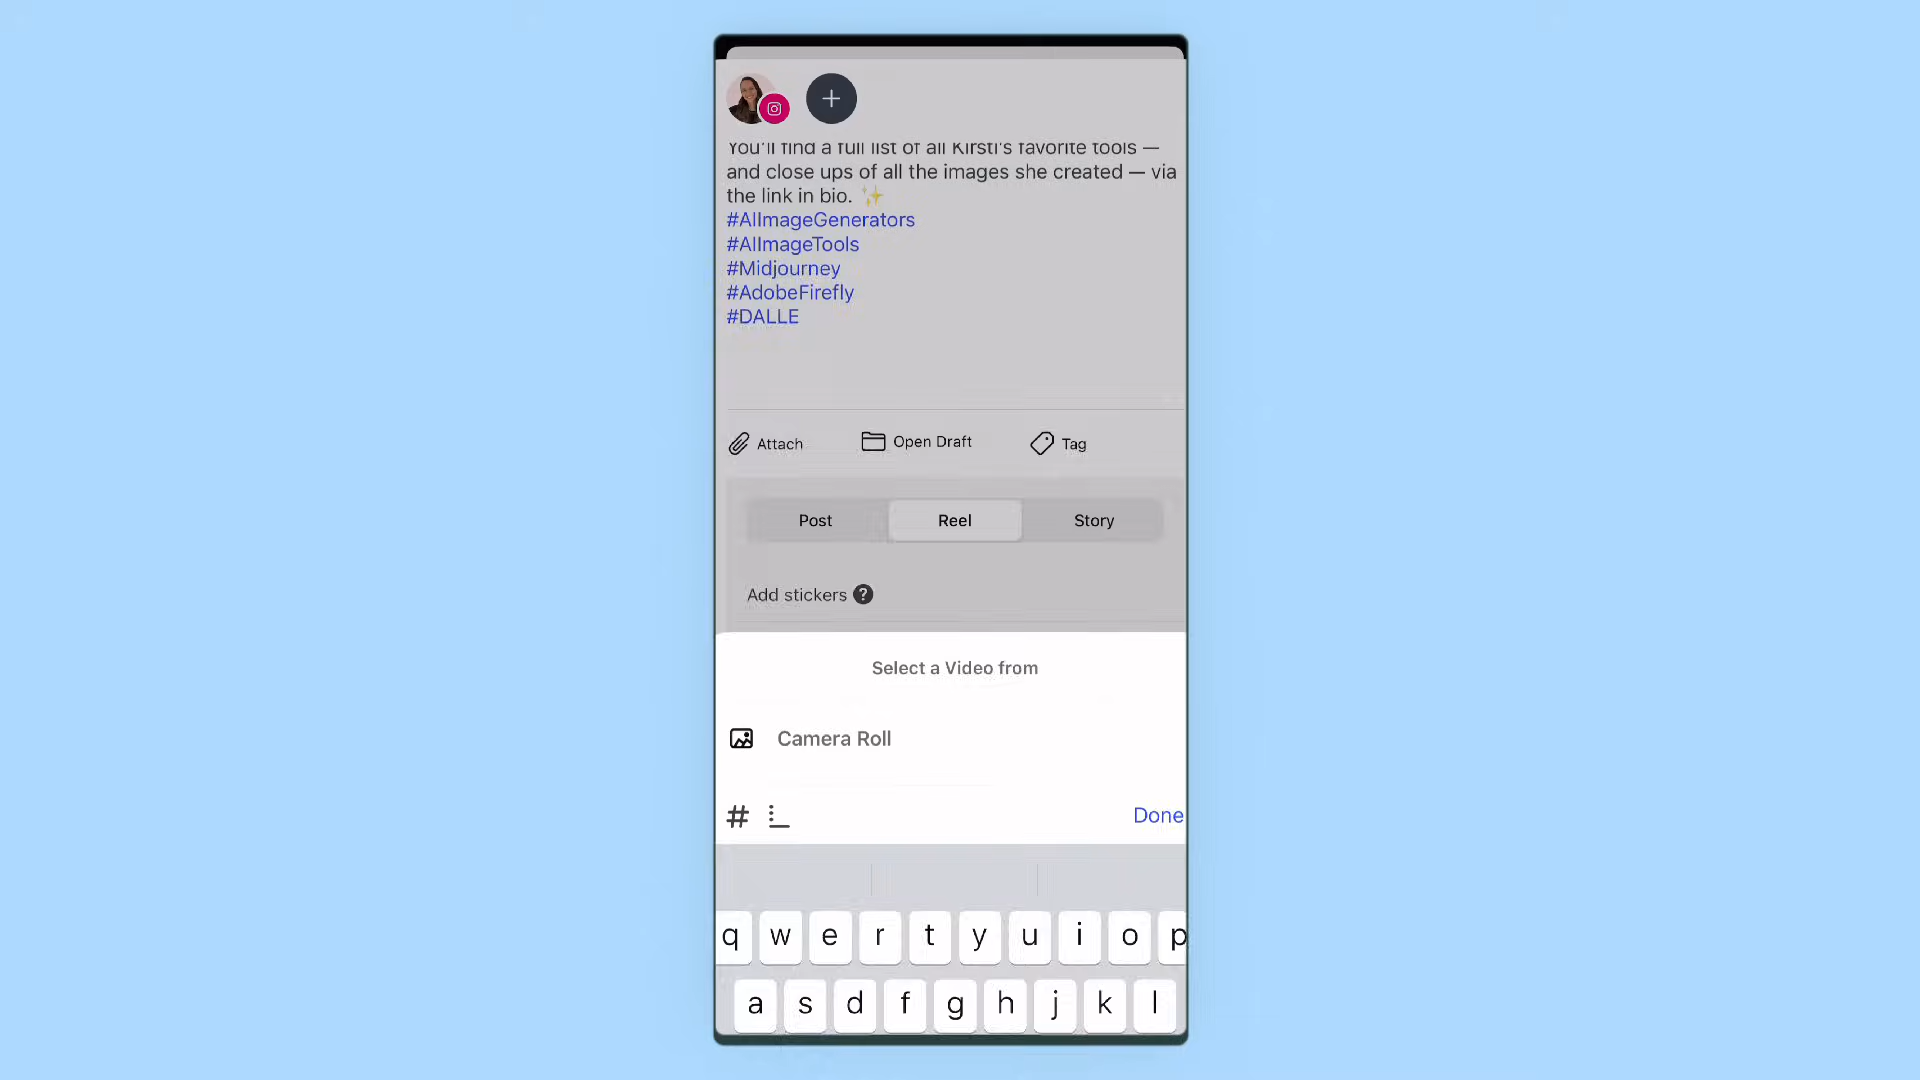 You'll find a full list of all Kirsti's favorite tools —
and close ups of all the images she created — via
the link in bio. ✨
#AIImageGenerators
#AIImageTools
#Midjourney
#AdobeFirefly
#DALLE
Attach Open Draft Tag
Post Reel Story
Add stickers ?
Select a Video from
Camera Roll
# Done
q w e r t y u i o p
a s d f g h j k l